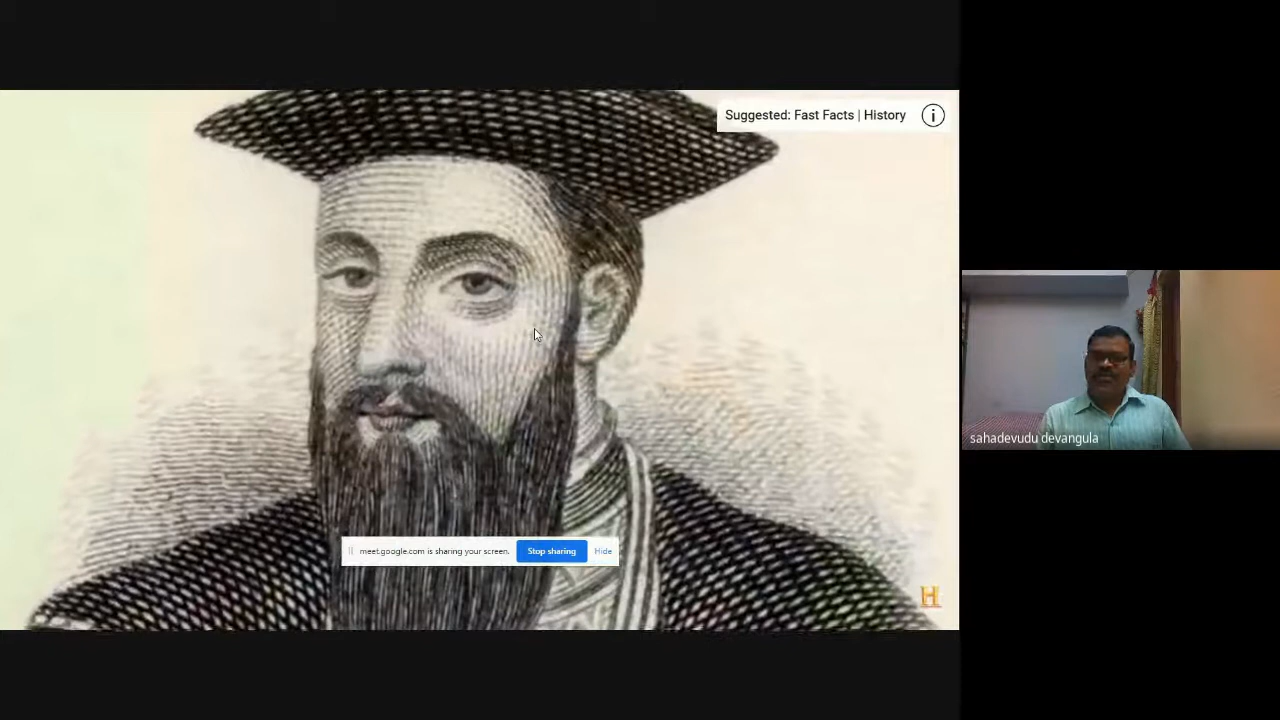 Suggested: Fast Facts | History
meet.google.com is sharing your screen.
Stop sharing
Hide
H
sahadevudu devangula